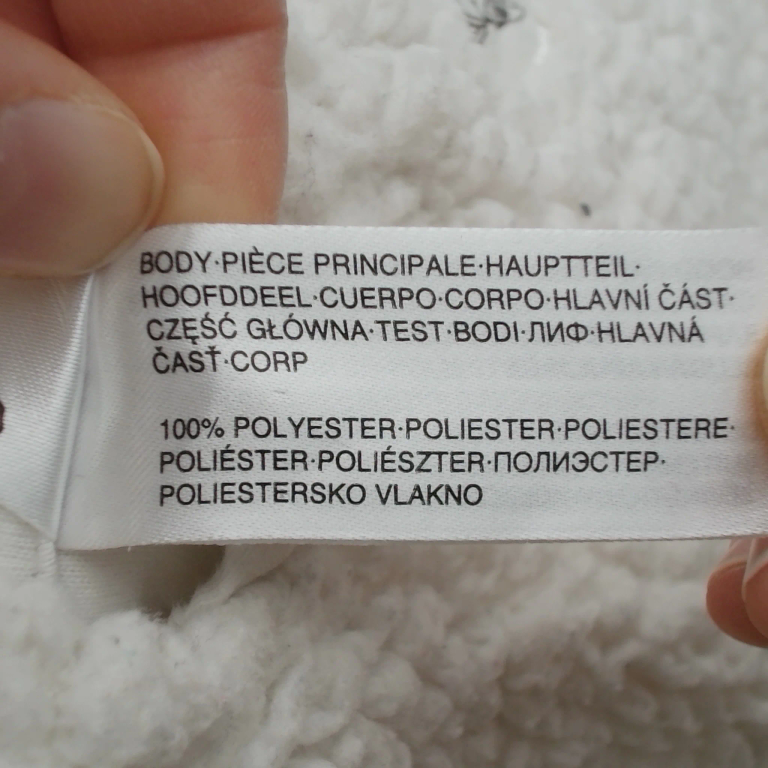 BODY·PIÈCE PRINCIPALE·HAUPTTEIL·
HOOFDDEEL·CUERPO·CORPO·HLAVNÍ ČÁST·
CZĘŚĆ GŁÓWNA·TEST·BODI·ЛИФ·HLAVNÁ
ČASŤ·CORP
100% POLYESTER·POLIESTER·POLIESTERE·
POLIÉSTER·POLIÉSZTER·ПОЛИЭСТЕР·
POLIESTERSKO VLAKNO